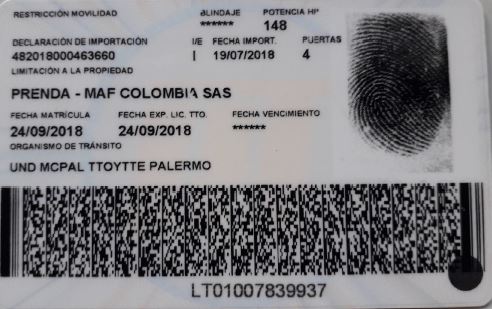 RESTRICCIÓN MOVILIDAD BLINDAJE POTENCIA HP
****** 148
DECLARACIÓN DE IMPORTACIÓN I/E FECHA IMPORT. PUERTAS
482018000463660 I 19/07/2018 4
LIMITACIÓN A LA PROPIEDAD
PRENDA - MAF COLOMBIA SAS
FECHA MATRÍCULA FECHA EXP. LIC. TTO. FECHA VENCIMIENTO
24/09/2018 24/09/2018 ******
ORGANISMO DE TRÁNSITO
UND MCPAL TTOYTTE PALERMO
LT01007839937